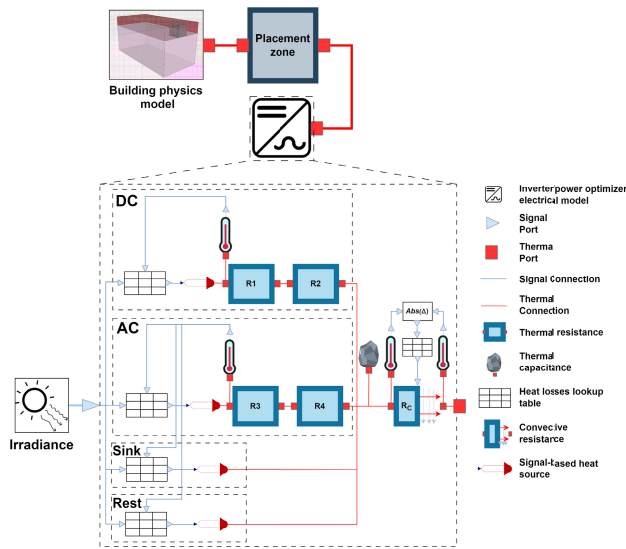 Placement
zone
Building physics
model
DC
R1
R2
Abs(Δ)
AC
R3
R4
RC
Irradiance
Sink
Rest
Inverter/power optimizer
electrical model
Signal
Port
Therma
Port
Signal Connection
Thermal
Connection
Thermal resistance
Thermal
capacitance
Heat losses lookup
table
Convective
resistance
Signal-based heat
source